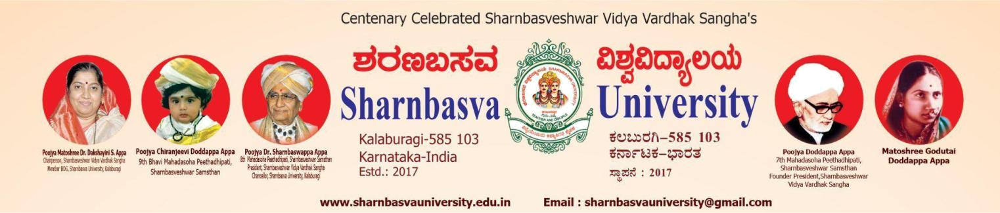 Centenary Celebrated Sharnbasveshwar Vidya Vardhak Sangha's
ಶರಣಬಸವ ವಿಶ್ವವಿದ್ಯಾಲಯ
Sharnbasva University
SHARNBASVA UNIVERSITY
TEACHER AND DISCIPLE
Kalaburagi-585 103
Karnataka-India
Estd.: 2017
ಕಲಬುರಗಿ–585 103
ಕರ್ನಾಟಕ–ಭಾರತ
ಸ್ಥಾಪನೆ : 2017
Poojya Matoshree Dr. Dakshayini S. Appa
Chairperson, Sharnbasveshwar Vidya Vardhak Sangha
Member BOG, Sharnbasva University, Kalaburagi
Poojya Chiranjeevi Doddappa Appa
9th Bhavi Mahadasoha Peethadhipati,
Sharnbasveshwar Samsthan
Poojya Dr. Sharnbaswappa Appa
8th Mahadasoha Peethadhipati, Sharnbasveshwar Samsthan
President, Sharnbasveshwar Vidya Vardhak Sangha
Chancellor, Sharnbasva University, Kalaburagi
Poojya Doddappa Appa
7th Mahadasoha Peethadhipati,
Sharnbasveshwar Samsthan
Founder President,Sharnbasveshwar
Vidya Vardhak Sangha
Matoshree Godutai
Doddappa Appa
www.sharnbasvauniversity.edu.in Email : sharnbasvauniversity@gmail.com